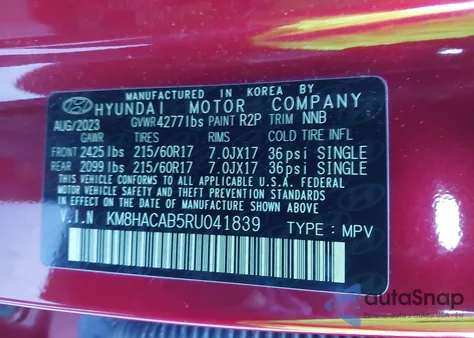 MANUFACTURED IN KOREA BY
HYUNDAI MOTOR COMPANY
AUG/2023 GVWR 4277 lbs PAINT R2P TRIM NNB
GAWR TIRES RIMS COLD TIRE INFL
FRONT 2425 lbs 215/60R17 7.0JX17 36psi SINGLE
REAR 2099 lbs 215/60R17 7.0JX17 36psi SINGLE
THIS VEHICLE CONFORMS TO ALL APPLICABLE U.S.A. FEDERAL
MOTOR VEHICLE SAFETY AND THEFT PREVENTION STANDARDS
IN EFFECT ON THE DATE OF MANUFACTURE SHOWN ABOVE.
V.I.N KM8HACAB5RU041839 TYPE : MPV
autoSnap